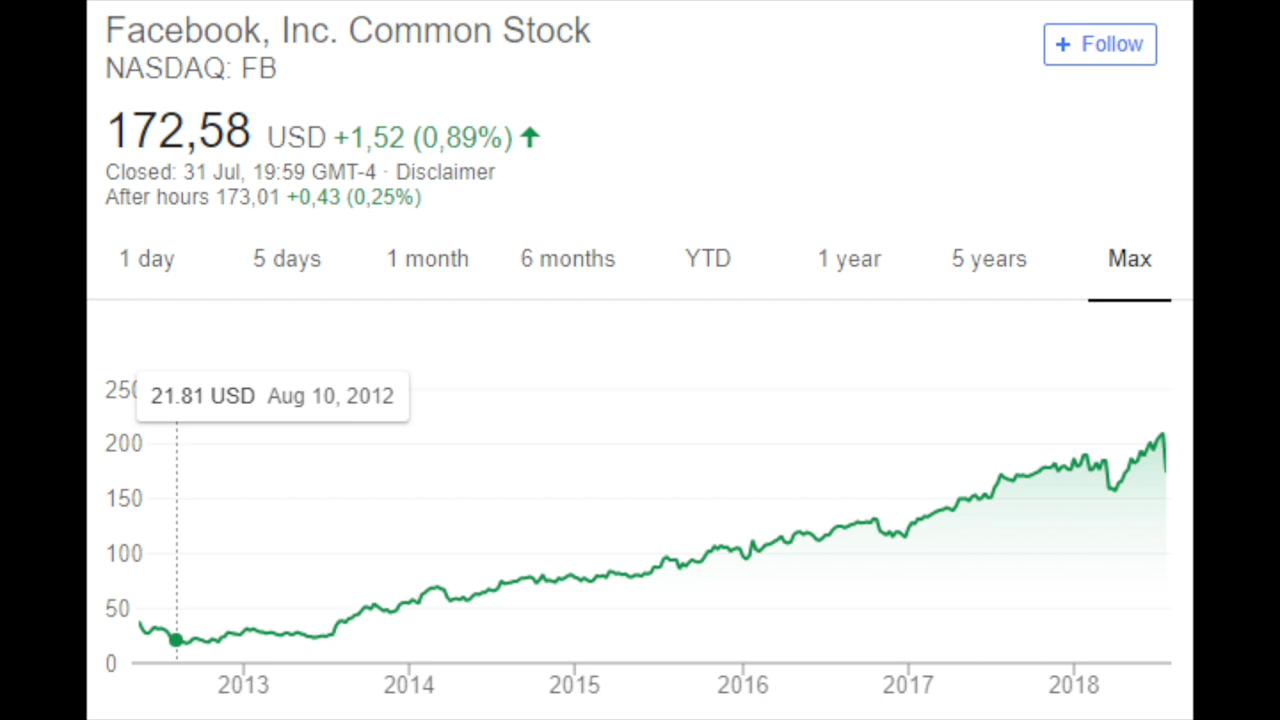 Facebook, Inc. Common Stock
+ Follow
NASDAQ: FB
172,58 USD +1,52 (0,89%)
Closed: 31 Jul, 19:59 GMT-4 · Disclaimer
After hours 173,01 +0,43 (0,25%)
1 day 5 days 1 month 6 months YTD 1 year 5 years Max
250
21.81 USD Aug 10, 2012
200
150
100
50
0
2013 2014 2015 2016 2017 2018